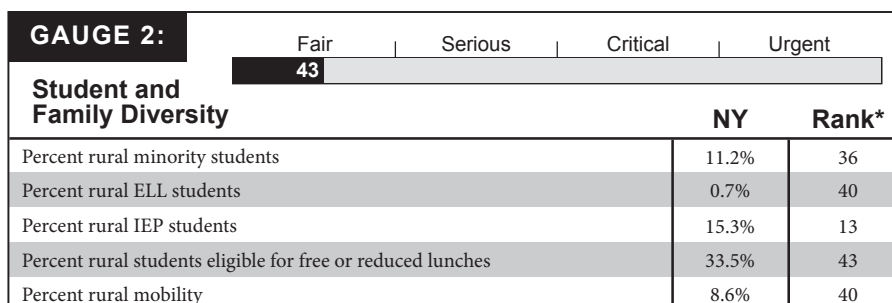 GAUGE 2:
Fair | Serious | Critical | Urgent
43
Student and
Family Diversity
NY Rank*
Percent rural minority students 11.2% 36
Percent rural ELL students 0.7% 40
Percent rural IEP students 15.3% 13
Percent rural students eligible for free or reduced lunches 33.5% 43
Percent rural mobility 8.6% 40